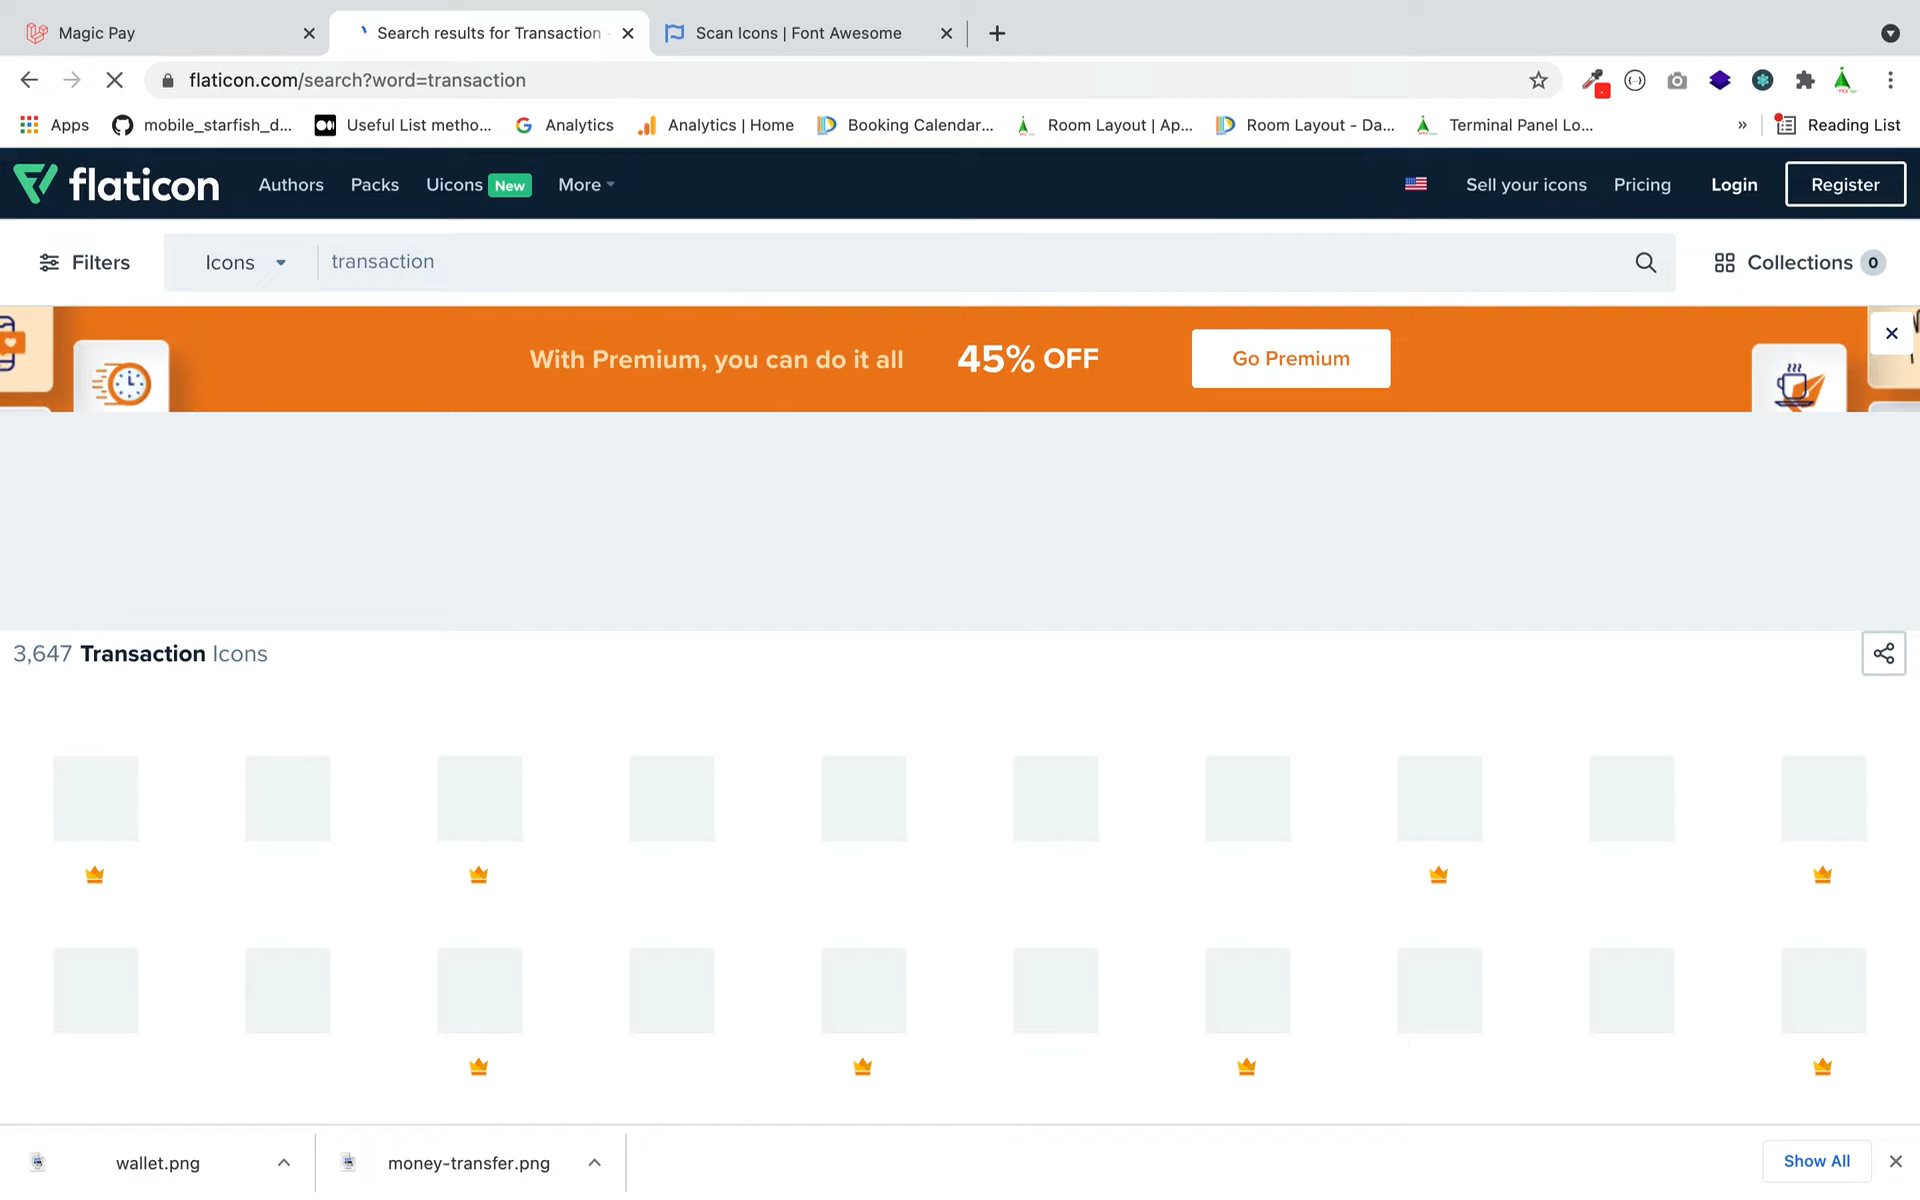 Magic Pay
Search results for Transaction -
Scan Icons | Font Awesome
flaticon.com/search?word=transaction
Apps
mobile_starfish_d...
Useful List metho...
Analytics
Analytics | Home
Booking Calendar...
Room Layout | Ap...
Room Layout - Da...
Terminal Panel Lo...
»
Reading List
flaticon
Authors
Packs
Uicons New
More
Sell your icons
Pricing
Login
Register
Filters
Icons
transaction
Collections 0
With Premium, you can do it all
45% OFF
Go Premium
3,647 Transaction Icons
wallet.png
money-transfer.png
Show All